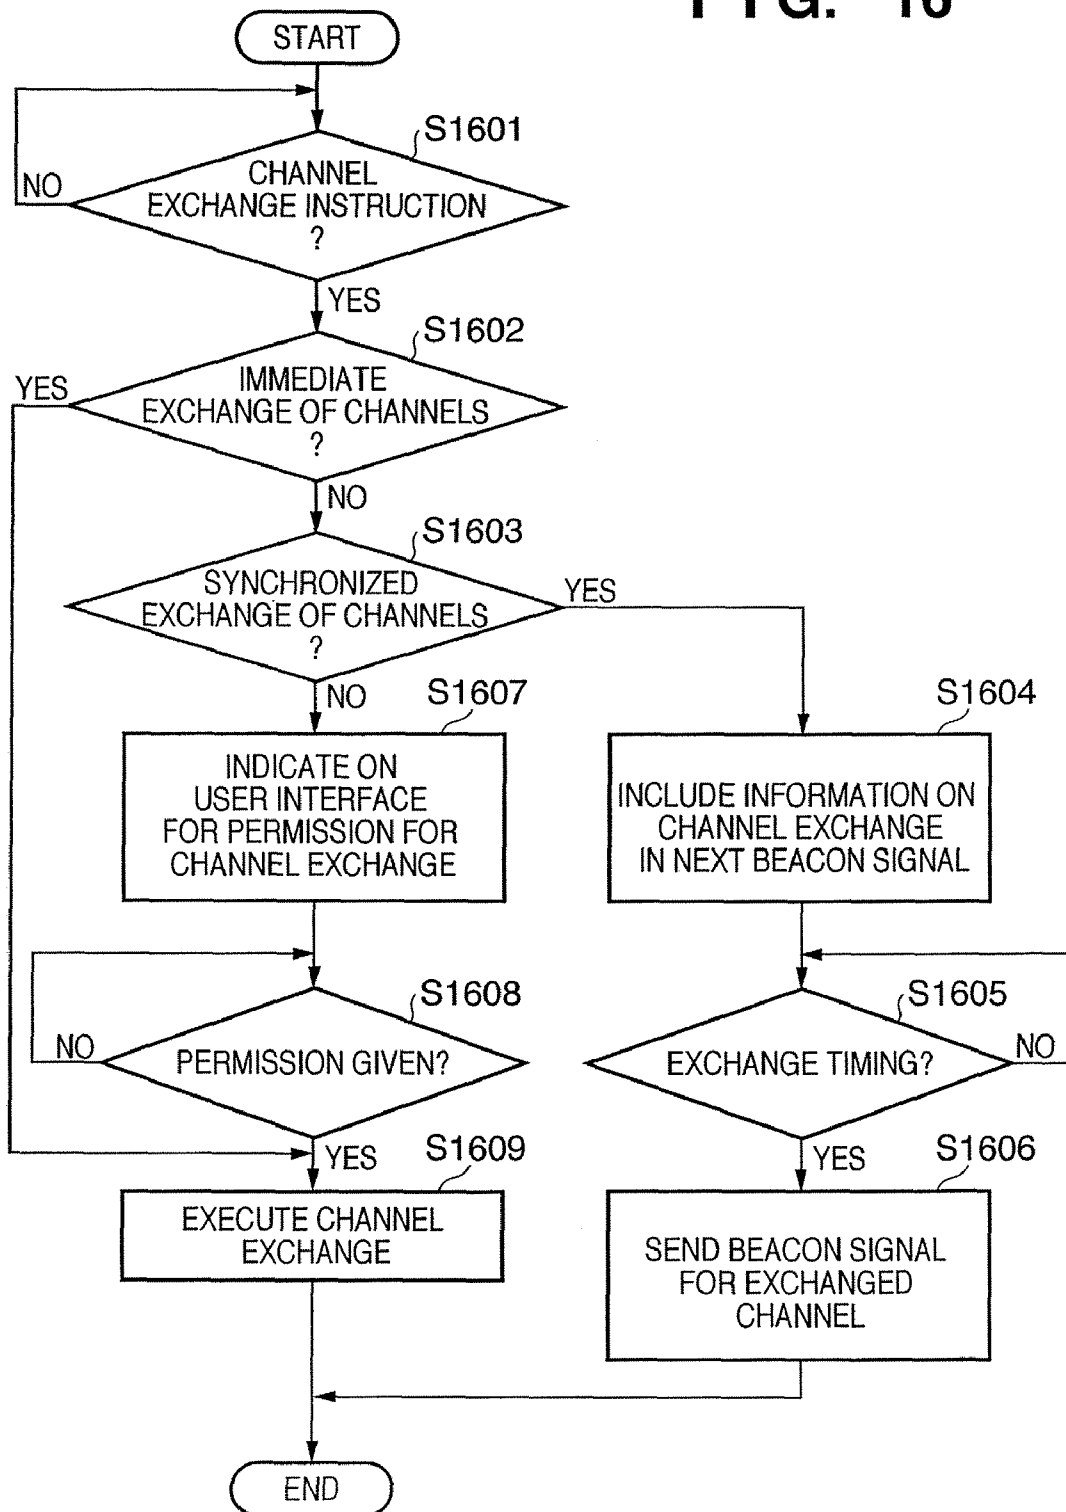 FIG. 16
START
S1601
CHANNEL
EXCHANGE INSTRUCTION
?
NO
YES
S1602
IMMEDIATE
EXCHANGE OF CHANNELS
?
YES
NO
S1603
SYNCHRONIZED
EXCHANGE OF CHANNELS
?
YES
NO
S1607
INDICATE ON
USER INTERFACE
FOR PERMISSION FOR
CHANNEL EXCHANGE
S1604
INCLUDE INFORMATION ON
CHANNEL EXCHANGE
IN NEXT BEACON SIGNAL
S1608
PERMISSION GIVEN?
NO
YES
S1605
EXCHANGE TIMING?
NO
YES
S1609
EXECUTE CHANNEL
EXCHANGE
S1606
SEND BEACON SIGNAL
FOR EXCHANGED
CHANNEL
END